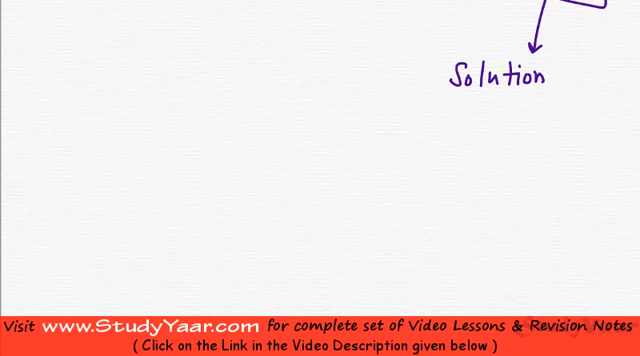 Solution
Visit www.StudyYaar.com for complete set of Video Lessons & Revision Notes
( Click on the Link in the Video Description given below )